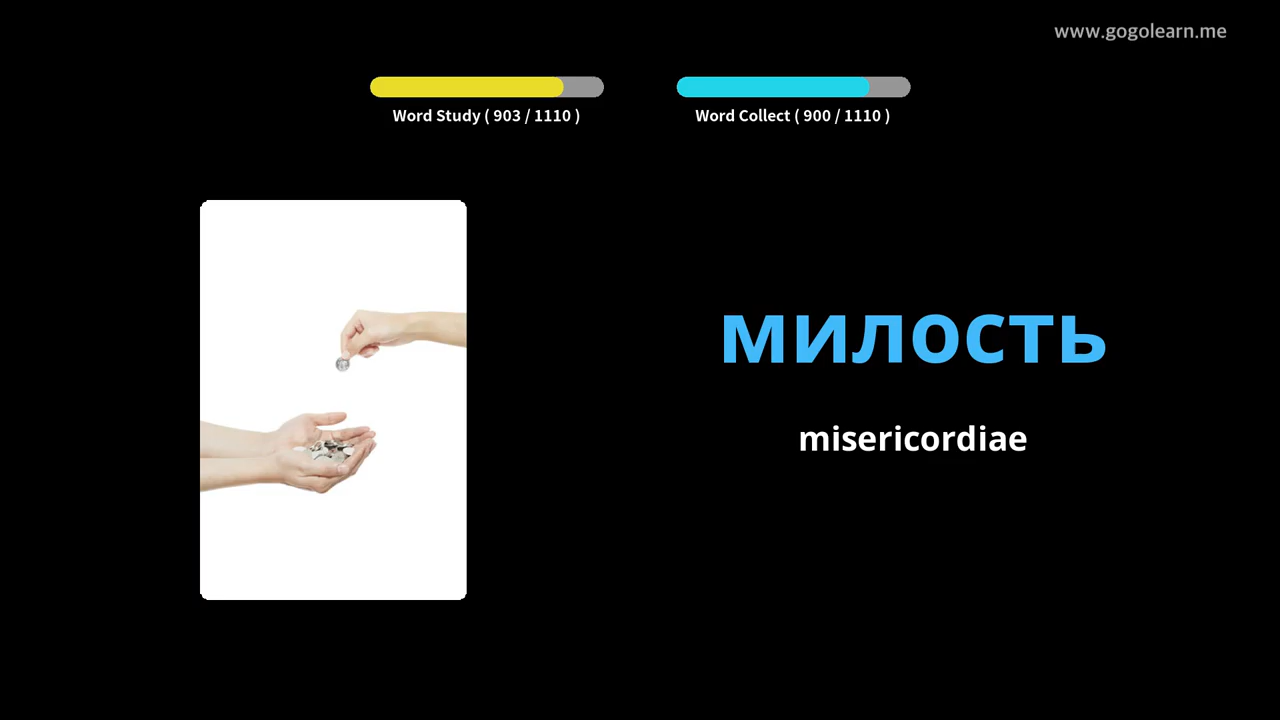 www.gogolearn.me
Word Study ( 903 / 1110 )
Word Collect ( 900 / 1110 )
милость
misericordiae